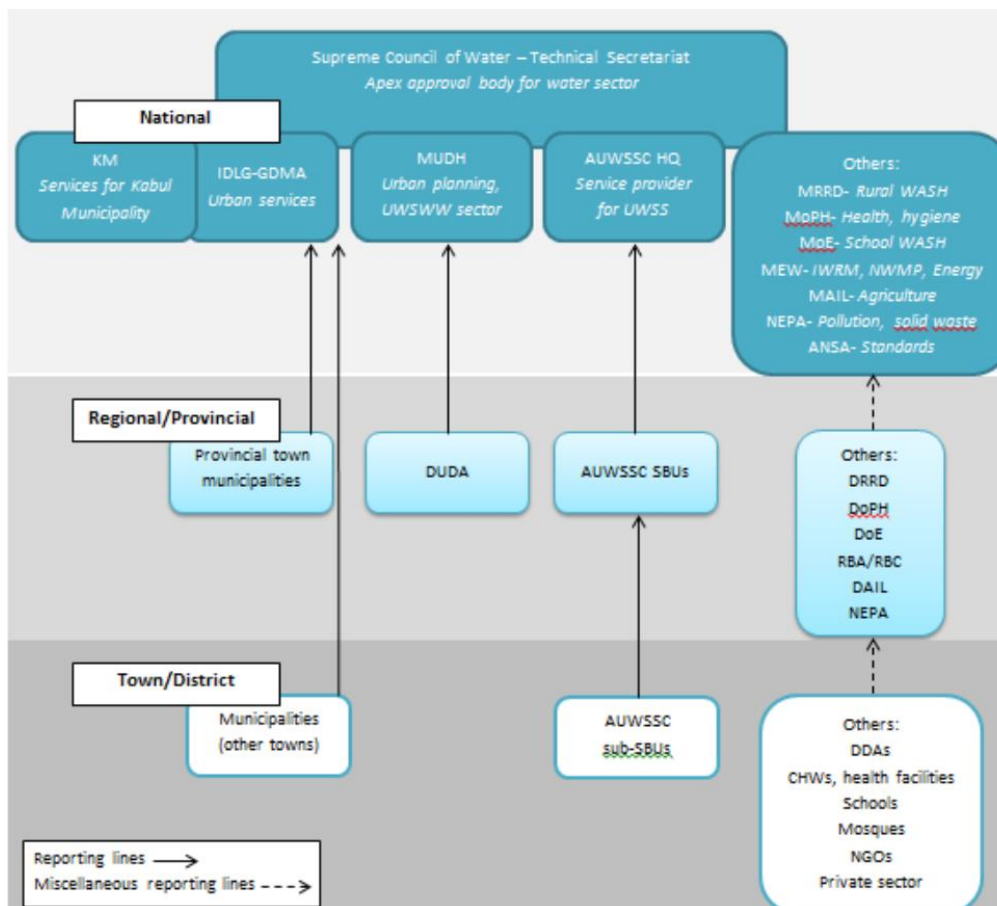 Supreme Council of Water – Technical Secretariat
Apex approval body for water sector
National
KM
Services for Kabul
Municipality
IDLG-GDMA
Urban services
MUDH
Urban planning,
UWSWW sector
AUWSSC HQ
Service provider
for UWSS
Others:
MRRD- Rural WASH
MoPH- Health, hygiene
MoE- School WASH
MEW- IWRM, NWMP, Energy
MAIL- Agriculture
NEPA- Pollution, solid waste
ANSA- Standards
Regional/Provincial
Provincial town
municipalities
DUDA
AUWSSC SBUs
Others:
DRRD
DoPH
DoE
RBA/RBC
DAIL
NEPA
Town/District
Municipalities
(other towns)
AUWSSC
sub-SBUs
Others:
DDAs
CHWs, health facilities
Schools
Mosques
NGOs
Private sector
Reporting lines
Miscellaneous reporting lines